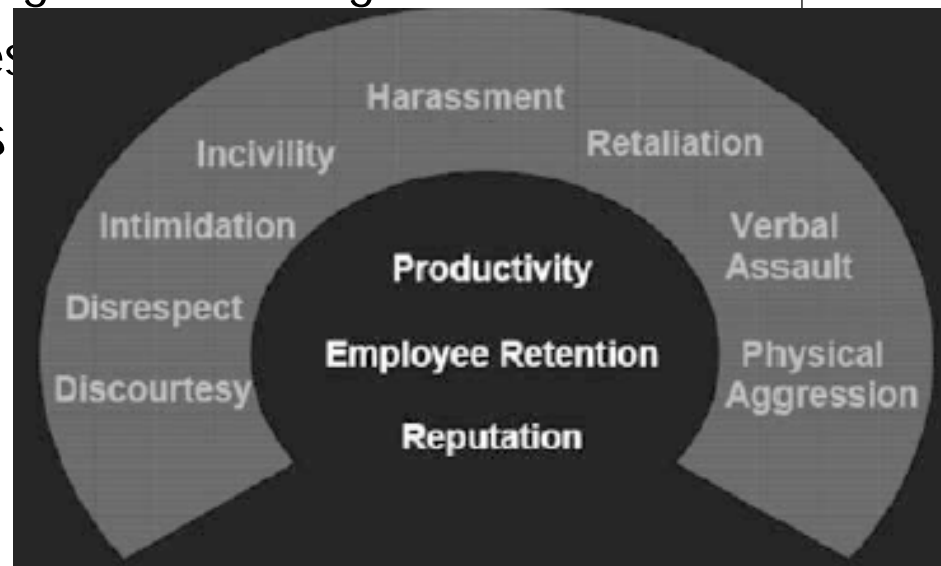 Harassment
Incivility
Retaliation
Intimidation
Verbal
Assault
Productivity
Disrespect
Employee Retention
Physical
Aggression
Discourtesy
Reputation